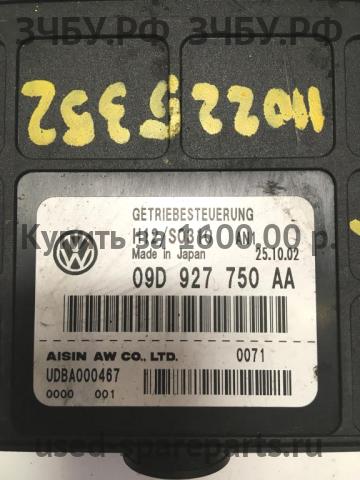 ЗЧБУ.РФ ЗЧБУ.РФ
GETRIEBESTEUERUNG
AN1
Made in Japan 25.10.02
Купить за 1600.00 р.
09D 927 750 AA
AISIN AW CO., LTD. 0071
UDBA000467
0000 001
used-spareparts.ru